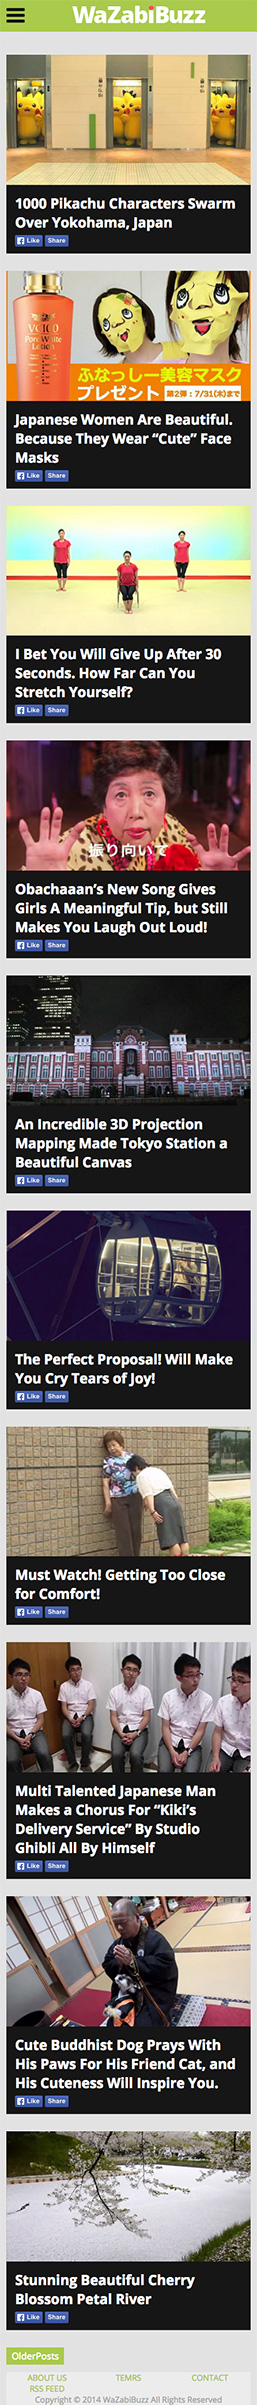 WaZabiBuzz
1000 Pikachu Characters Swarm
Over Yokohama, Japan
Like Share
VC100
Pore White
Lotion
ふなっしー美容マスク
プレゼント 第2弾:7/31(木)まで
Japanese Women Are Beautiful.
Because They Wear “Cute” Face
Masks
Like Share
I Bet You Will Give Up After 30
Seconds. How Far Can You
Stretch Yourself?
Like Share
振り向いて
Obachaaan’s New Song Gives
Girls A Meaningful Tip, but Still
Makes You Laugh Out Loud!
Like Share
An Incredible 3D Projection
Mapping Made Tokyo Station a
Beautiful Canvas
Like Share
The Perfect Proposal! Will Make
You Cry Tears of Joy!
Like Share
Must Watch! Getting Too Close
for Comfort!
Like Share
Multi Talented Japanese Man
Makes a Chorus For “Kiki’s
Delivery Service” By Studio
Ghibli All By Himself
Like Share
Cute Buddhist Dog Prays With
His Paws For His Friend Cat, and
His Cuteness Will Inspire You.
Like Share
Stunning Beautiful Cherry
Blossom Petal River
Like Share
OlderPosts
ABOUT US TEMRS CONTACT
RSS FEED
Copyright © 2014 WaZabiBuzz All Rights Reserved